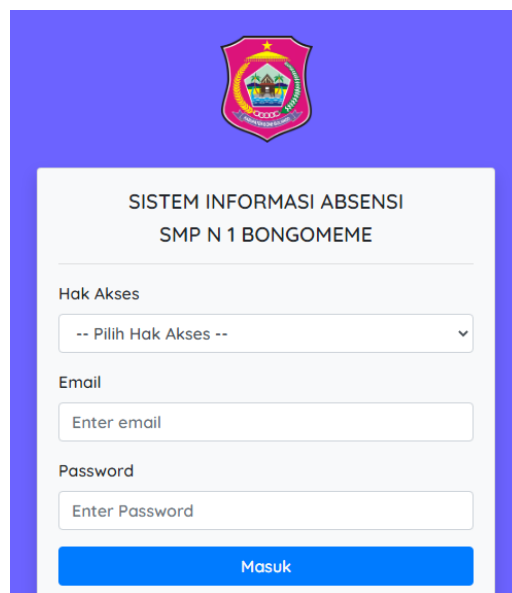 SISTEM INFORMASI ABSENSI
SMP N 1 BONGOMEME
Hak Akses
-- Pilih Hak Akses --
Email
Enter email
Password
Enter Password
Masuk